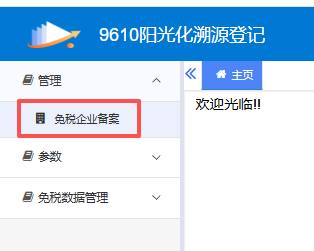 9610阳光化溯源登记
管理
免税企业备案
参数
免税数据管理
主页
欢迎光临!!